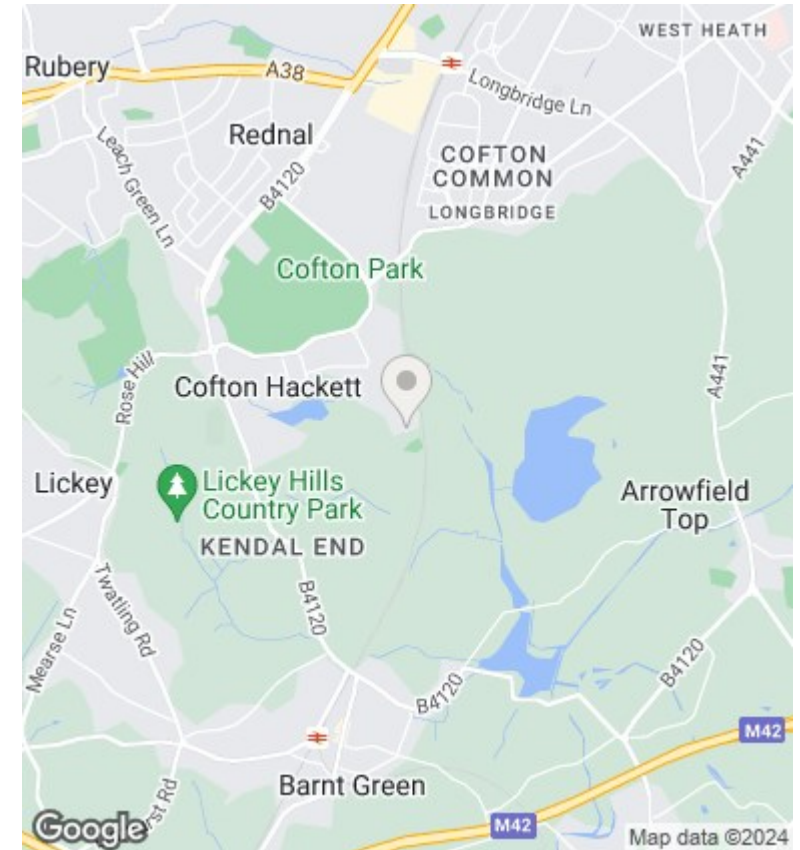 WEST HEATH
Rubery
A38
Longbridge Ln
Rednal
Leach Green Ln
B4120
COFTON
COMMON
LONGBRIDGE
A441
Cofton Park
Rose Hill
Cofton Hackett
A441
Lickey
Lickey Hills
Country Park
KENDAL END
Arrowfield
Top
Twatling Rd
B4120
Mearse Ln
B4120
B4120
M42
Barnt Green
M42
Google
Map data ©2024